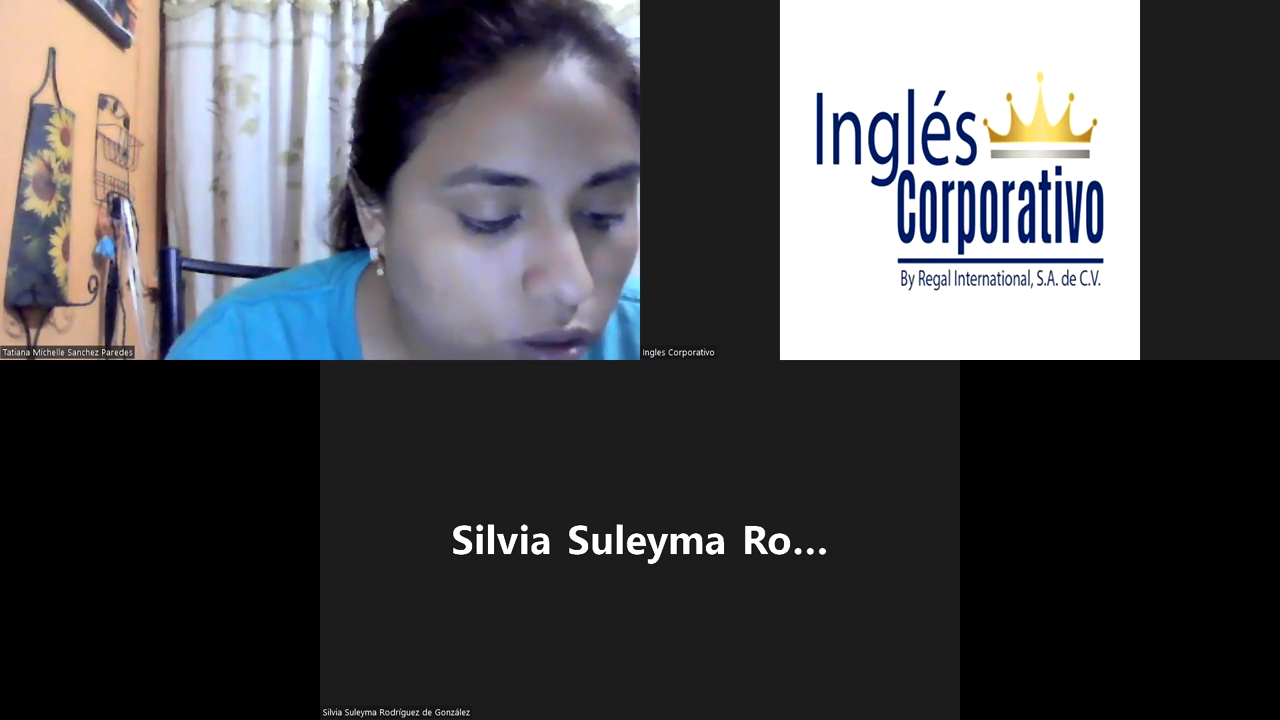 Tatiana Michelle Sanchez Paredes
Inglés
Corporativo
By Regal International, S.A. de C.V.
Ingles Corporativo
Silvia Suleyma Ro...
Silvia Suleyma Rodríguez de González